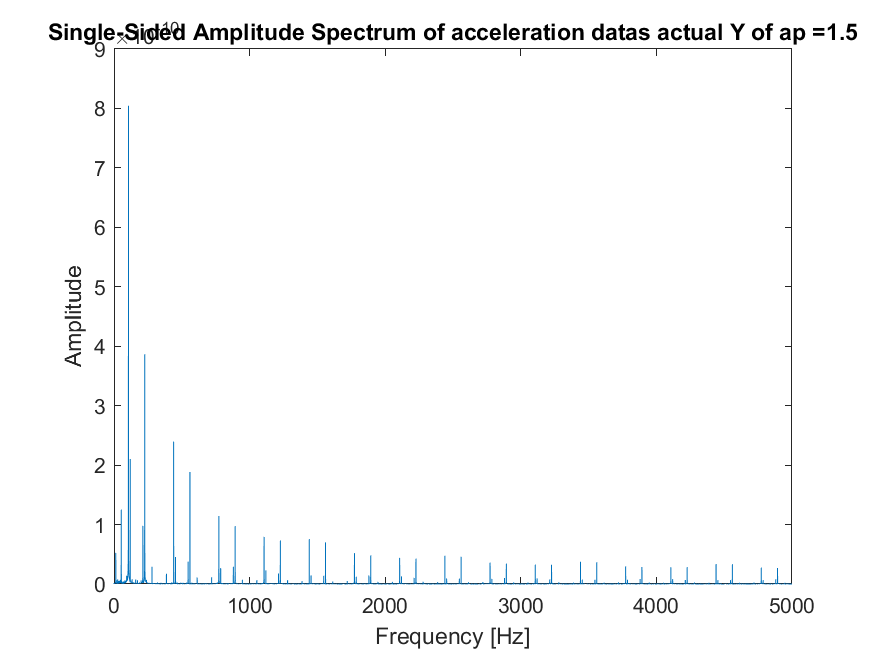 Single-Sided Amplitude Spectrum of acceleration datas actual Y of ap =1.5
9
8
7
6
5
4
3
2
1
0
Amplitude
0 1000 2000 3000 4000 5000
Frequency [Hz]